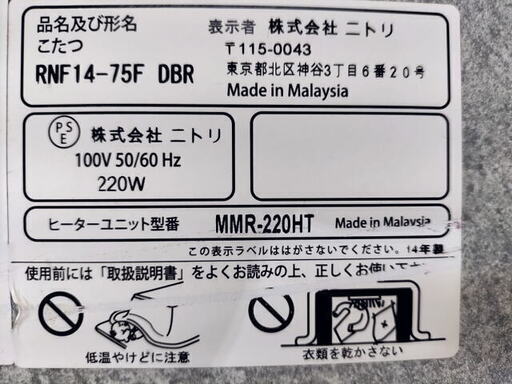 品名及び形名
こたつ
RNF14-75F DBR
表示者 株式会社 ニトリ
〒115-0043
東京都北区神谷3丁目6番20号
Made in Malaysia
PSE 株式会社 ニトリ
100V 50/60 Hz
220W
ヒーターユニット型番 MMR-220HT Made in Malaysia
この表示ラベルははがさないでください。 14年製
使用前には「取扱説明書」をよくお読みの上、正しくお使い
低温やけどに注意
衣類を乾かさない